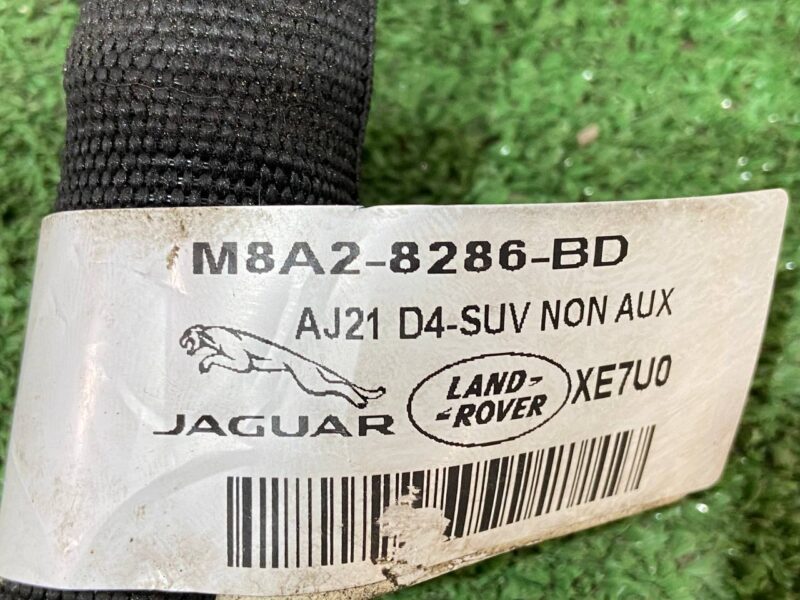 M8A2-8286-BD
AJ21 D4-SUV NON AUX
JAGUAR
LAND-
-ROVER
XE7U0